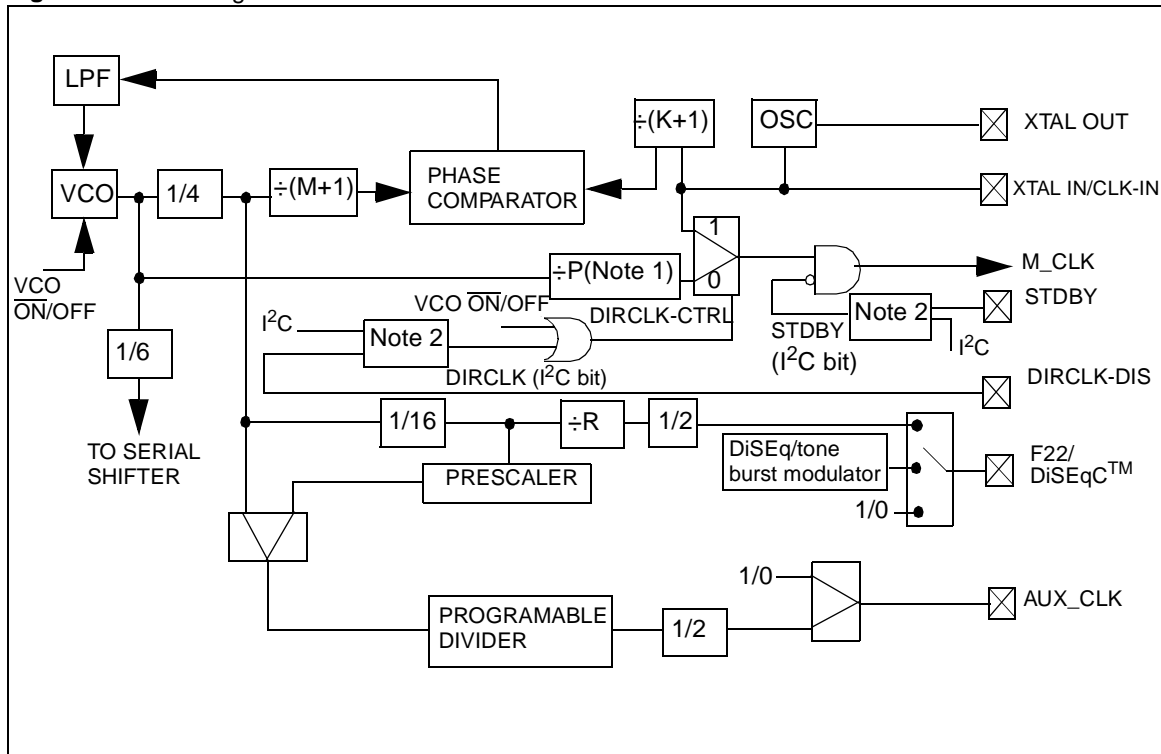 LPF
÷(K+1)
OSC
XTAL OUT
VCO
1/4
÷(M+1)
PHASE
COMPARATOR
XTAL IN/CLK-IN
1
0
÷P(Note 1)
M_CLK
VCO
ON/OFF
VCO ON/OFF
DIRCLK-CTRL
STDBY
Note 2
I²C
STDBY
(I²C bit)
1/6
I²C
Note 2
DIRCLK (I²C bit)
DIRCLK-DIS
TO SERIAL
SHIFTER
1/16
÷R
1/2
PRESCALER
DiSEq/tone
burst modulator
1/0
F22/
DiSEqC™
1/0
PROGRAMABLE
DIVIDER
1/2
AUX_CLK